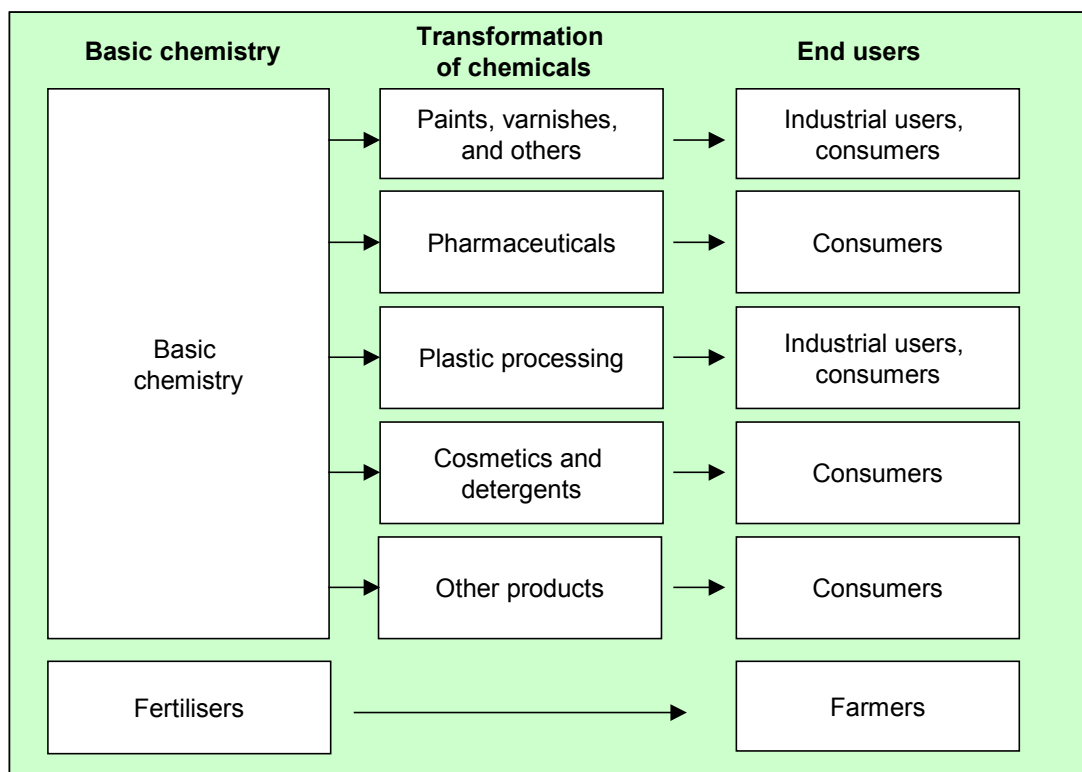 Basic chemistry
Transformation
of chemicals
End users
Basic
chemistry
Paints, varnishes,
and others
Industrial users,
consumers
Pharmaceuticals
Consumers
Plastic processing
Industrial users,
consumers
Cosmetics and
detergents
Consumers
Other products
Consumers
Fertilisers
Farmers